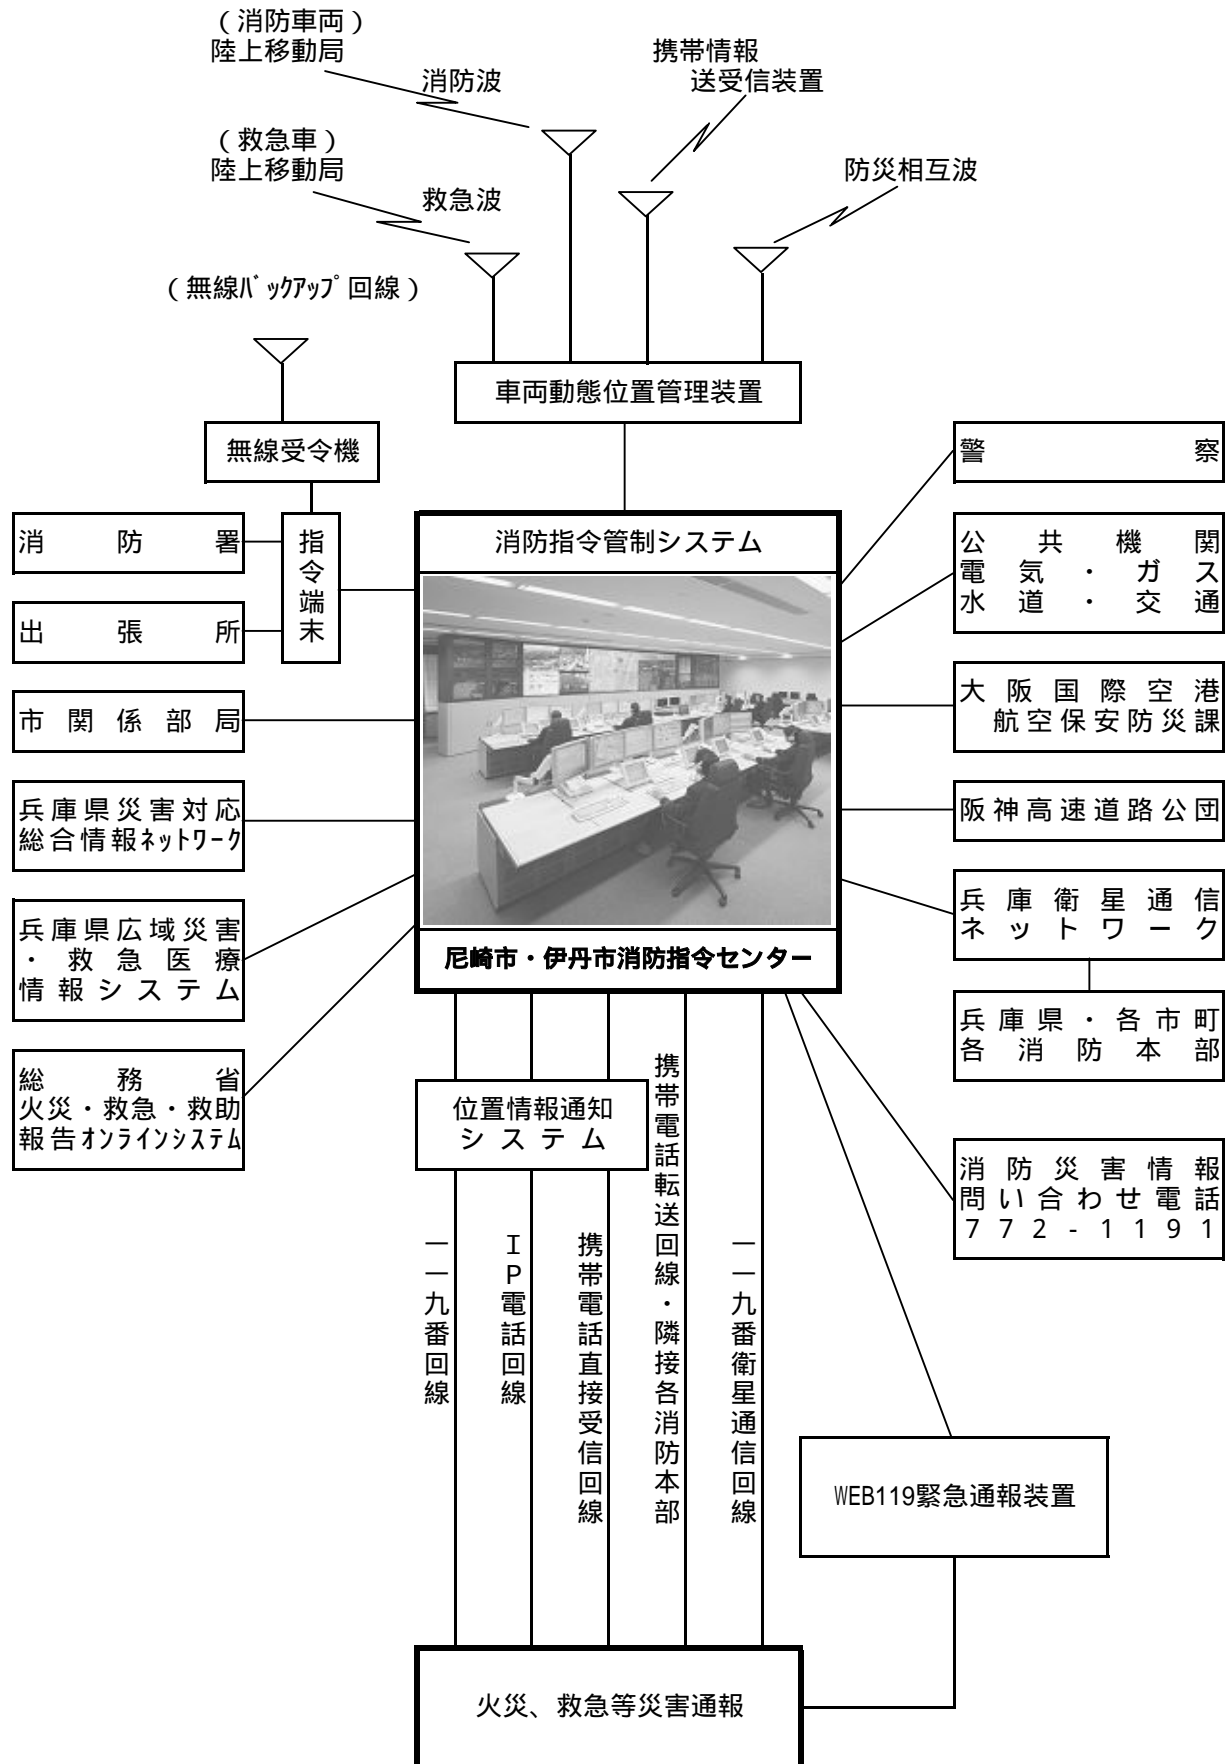 （消防車両）
陸上移動局
消防波
携帯情報
送受信装置
（救急車）
陸上移動局
救急波
防災相互波
（無線ﾊﾞｯｸｱｯﾌﾟ回線）
車両動態位置管理装置
無線受令機
指令端末
消防署
出張所
市関係部局
兵庫県災害対応
総合情報ﾈｯﾄﾜｰｸ
兵庫県広域災害
・救急医療
情報システム
総務省
火災・救急・救助
報告ｵﾝﾗｲﾝｼｽﾃﾑ
消防指令管制システム
尼崎市・伊丹市消防指令センター
警察
公共機関
電気・ガス
水道・交通
大阪国際空港
航空保安防災課
阪神高速道路公団
兵庫衛星通信
ネットワーク
兵庫県・各市町
各消防本部
消防災害情報
問い合わせ電話
７７２-１１９１
位置情報通知
システム
一一九番回線
ＩＰ電話回線
携帯電話直接受信回線
携帯電話転送回線・隣接各消防本部
一一九番衛星通信回線
WEB119緊急通報装置
火災、救急等災害通報